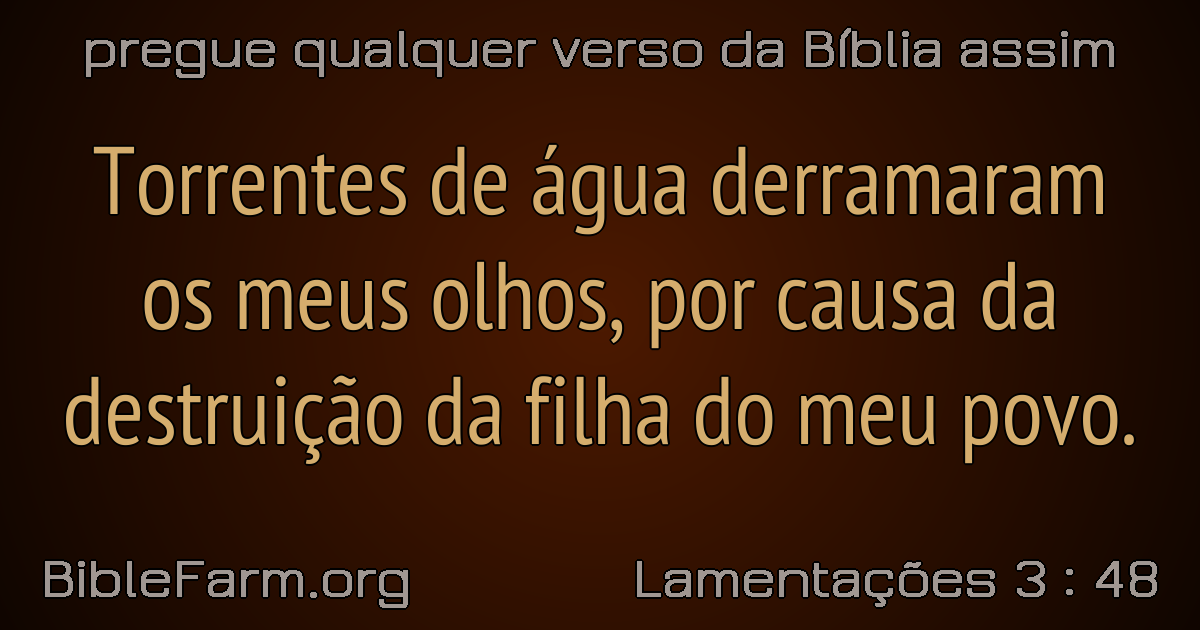 pregue qualquer verso da Bíblia assim
Torrentes de água derramaram
os meus olhos, por causa da
destruição da filha do meu povo.
BibleFarm.org
Lamentações 3 : 48